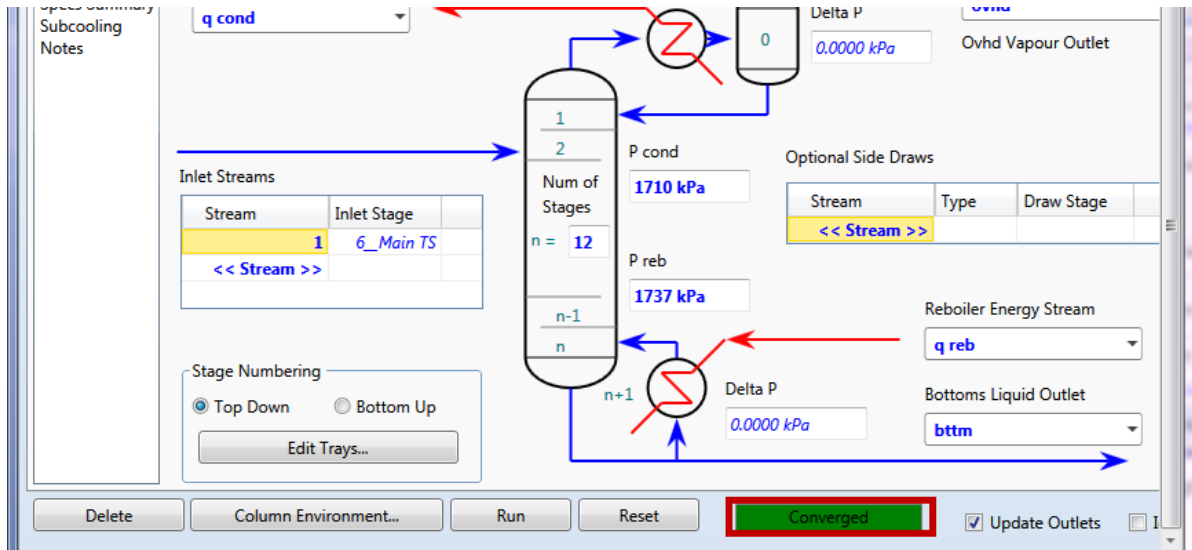 Specs Summary
Subcooling
Notes
q cond
0
Delta P
0.0000 kPa
ovhd
Ovhd Vapour Outlet
1
2
Num of
Stages
n = 12
n-1
n
n+1
P cond
1710 kPa
P reb
1737 kPa
Optional Side Draws
Stream Type Draw Stage
<< Stream >>
Inlet Streams
Stream Inlet Stage
1 6__Main TS
<< Stream >>
Reboiler Energy Stream
q reb
Delta P
0.0000 kPa
Bottoms Liquid Outlet
bttm
Stage Numbering
Top Down Bottom Up
Edit Trays...
Delete Column Environment... Run Reset Converged Update Outlets